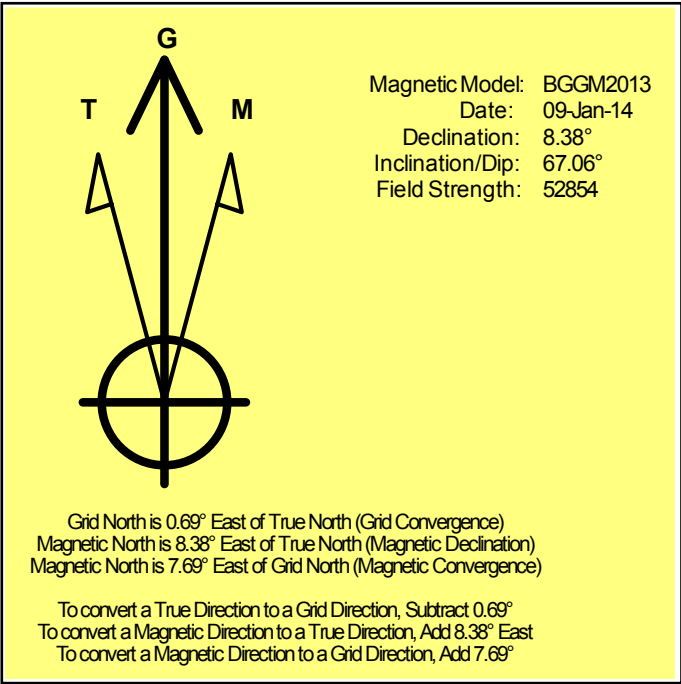 G
T M
Magnetic Model: BGGM2013
Date: 09-Jan-14
Declination: 8.38°
Inclination/Dip: 67.06°
Field Strength: 52854
Grid North is 0.69° East of True North (Grid Convergence)
Magnetic North is 8.38° East of True North (Magnetic Declination)
Magnetic North is 7.69° East of Grid North (Magnetic Convergence)
To convert a True Direction to a Grid Direction, Subtract 0.69°
To convert a Magnetic Direction to a True Direction, Add 8.38° East
To convert a Magnetic Direction to a Grid Direction, Add 7.69°